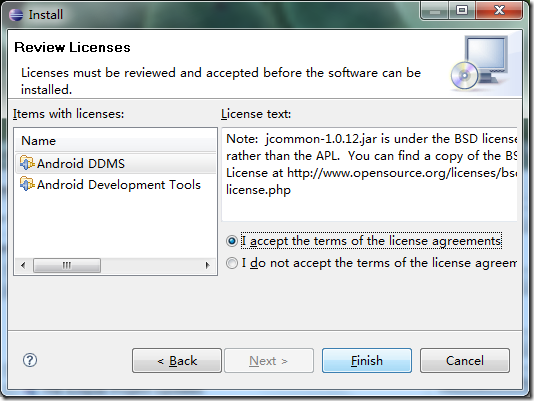 Install
Review Licenses
Licenses must be reviewed and accepted before the software can be
installed.
Items with licenses:
Name
Android DDMS
Android Development Tools
License text:
Note:  jcommon-1.0.12.jar is under the BSD license
rather than the APL.  You can find a copy of the BS
License at http://www.opensource.org/licenses/bsd
license.php
I accept the terms of the license agreements
I do not accept the terms of the license agreem
< Back
Next >
Finish
Cancel